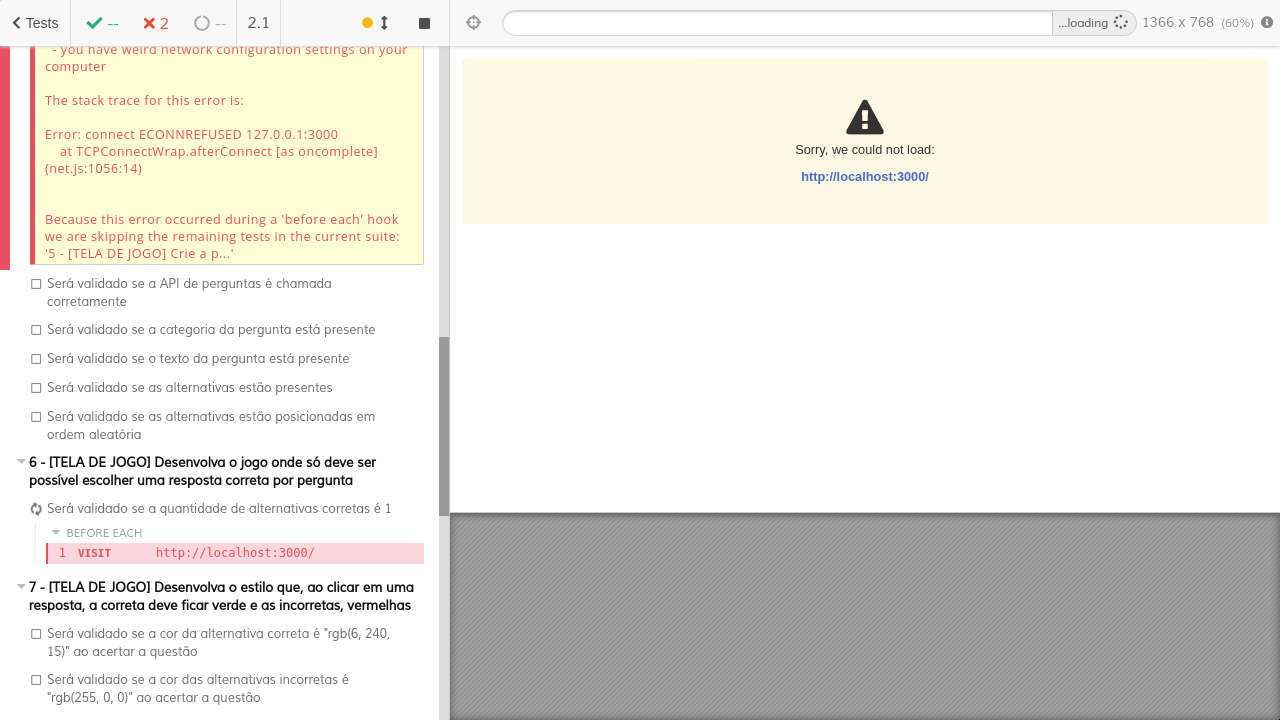 Tests
--
2
--
2.1
...loading
1366 x 768 (60%)
- you have weird network configuration settings on your
computer
The stack trace for this error is:
Error: connect ECONNREFUSED 127.0.0.1:3000
at TCPConnectWrap.afterConnect [as oncomplete]
(net.js:1056:14)
Because this error occurred during a 'before each' hook
we are skipping the remaining tests in the current suite:
'5 - [TELA DE JOGO] Crie a p...'
Será validado se a API de perguntas é chamada
corretamente
Será validado se a categoria da pergunta está presente
Será validado se o texto da pergunta está presente
Será validado se as alternativas estão presentes
Será validado se as alternativas estão posicionadas em
ordem aleatória
6 - [TELA DE JOGO] Desenvolva o jogo onde só deve ser
possível escolher uma resposta correta por pergunta
Será validado se a quantidade de alternativas corretas é 1
BEFORE EACH
1 VISIT http://localhost:3000/
7 - [TELA DE JOGO] Desenvolva o estilo que, ao clicar em uma
resposta, a correta deve ficar verde e as incorretas, vermelhas
Será validado se a cor da alternativa correta é "rgb(6, 240,
15)" ao acertar a questão
Será validado se a cor das alternativas incorretas é
"rgb(255, 0, 0)" ao acertar a questão
Sorry, we could not load:
http://localhost:3000/